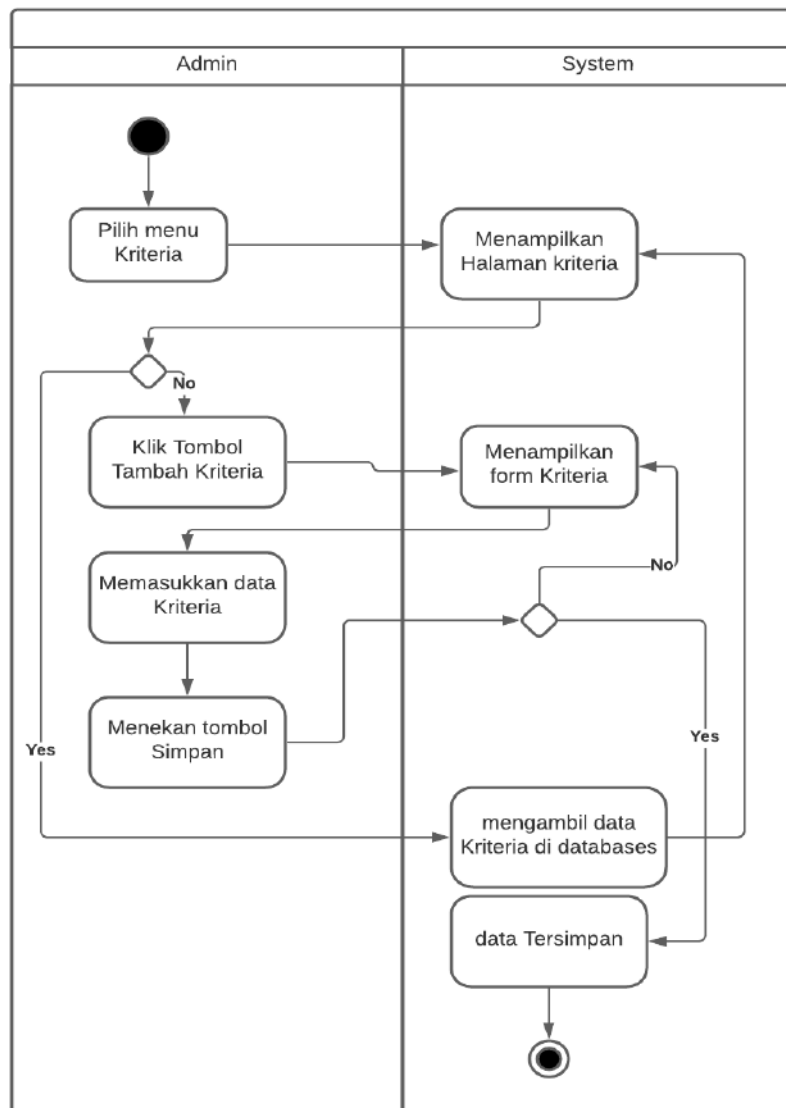 Admin
System
Pilih menu
Kriteria
Menampilkan
Halaman kriteria
No
Klik Tombol
Tambah Kriteria
Menampilkan
form Kriteria
Memasukkan data
Kriteria
No
Menekan tombol
Simpan
Yes
Yes
mengambil data
Kriteria di databases
data Tersimpan